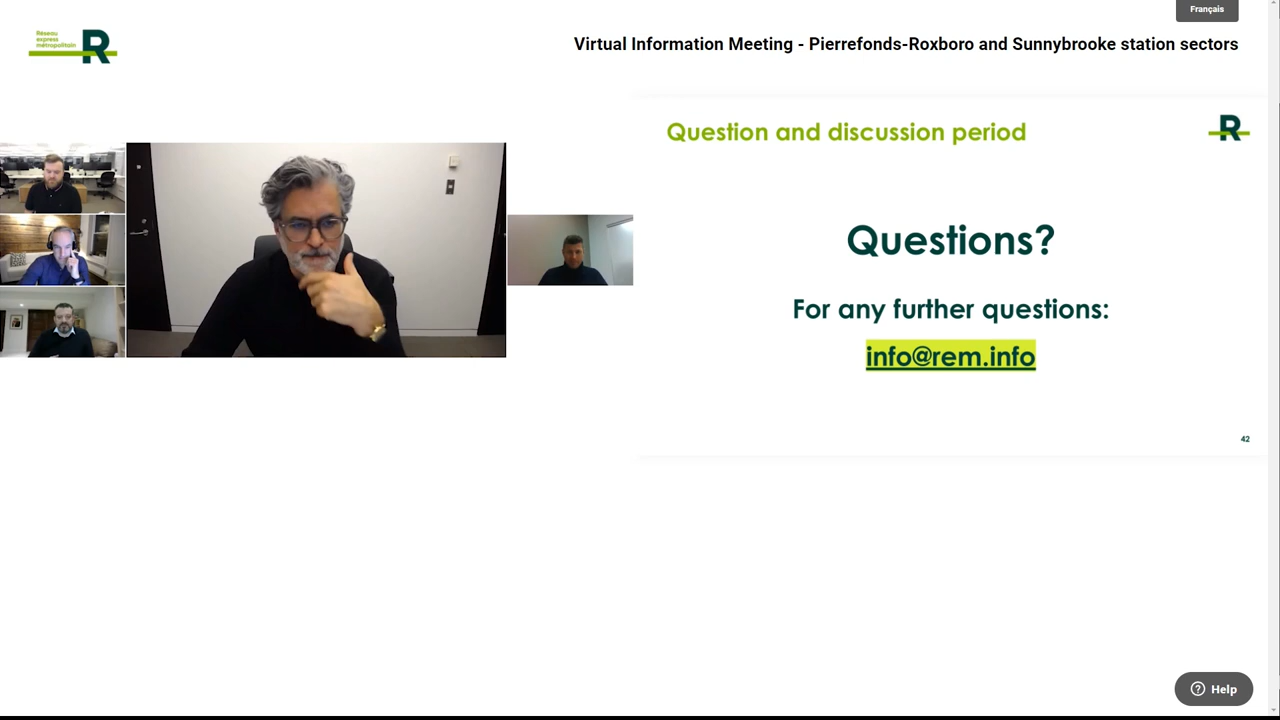 Français
Réseau
express
métropolitain
R
Virtual Information Meeting - Pierrefonds-Roxboro and Sunnybrooke station sectors
Question and discussion period
R
Questions?
For any further questions:
info@rem.info
42
Help